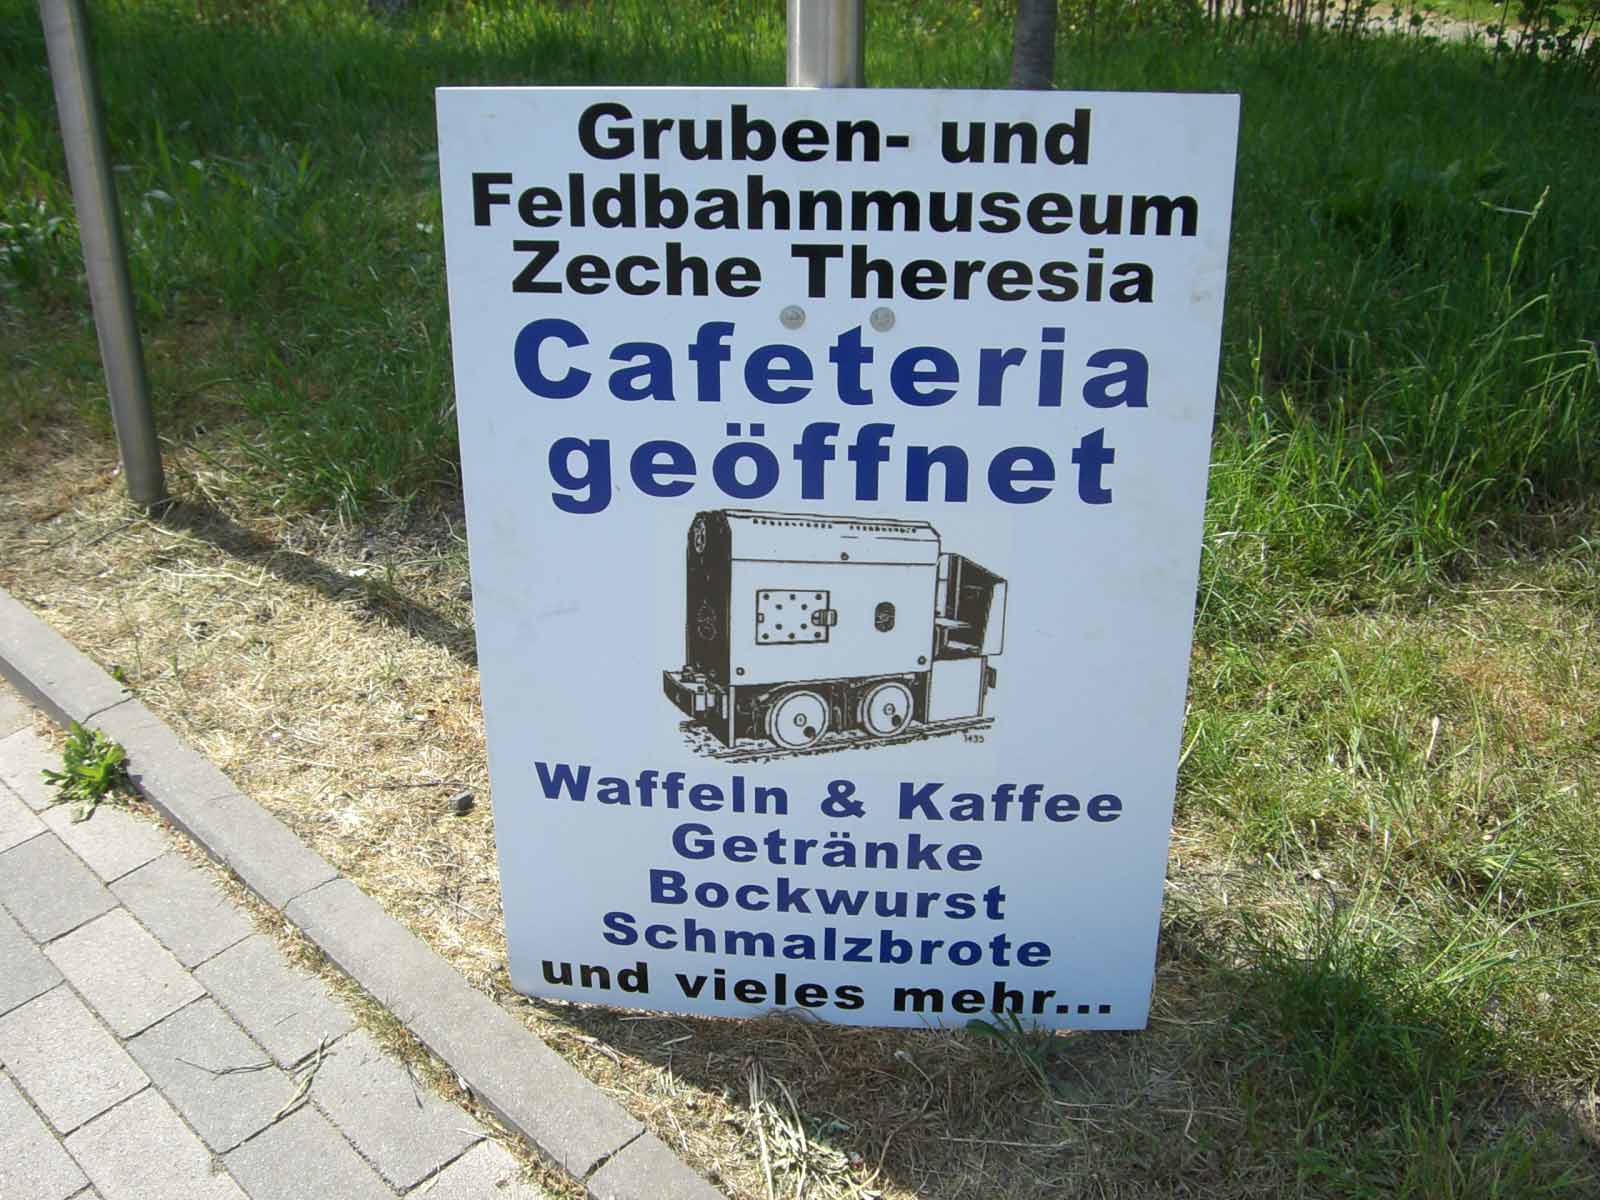 Gruben- und
Feldbahnmuseum
Zeche Theresia
Cafeteria
geöffnet
Waffeln & Kaffee
Getränke
Bockwurst
Schmalzbrote
und vieles mehr...